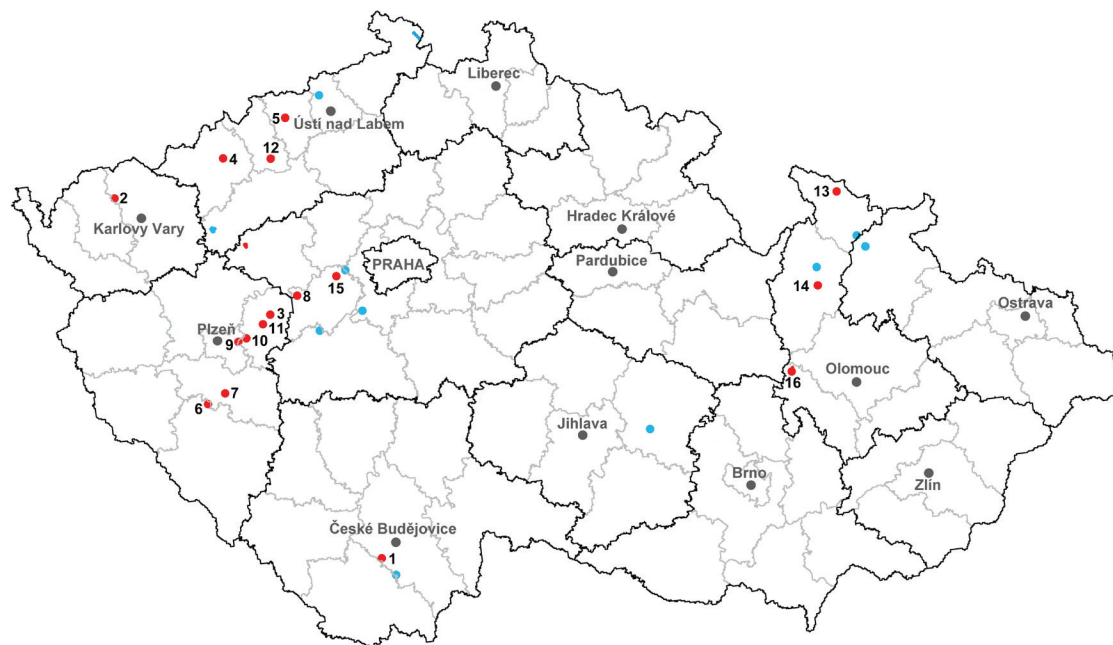 Liberec
5
Ústí nad Labem
12
4
13
2
Karlovy Vary
Hradec Králové
PRAHA
Pardubice
15
14
8
3
Ostrava
Plzeň
11
9
10
16
Olomouc
7
6
Jihlava
Brno
Zlín
České Budějovice
1